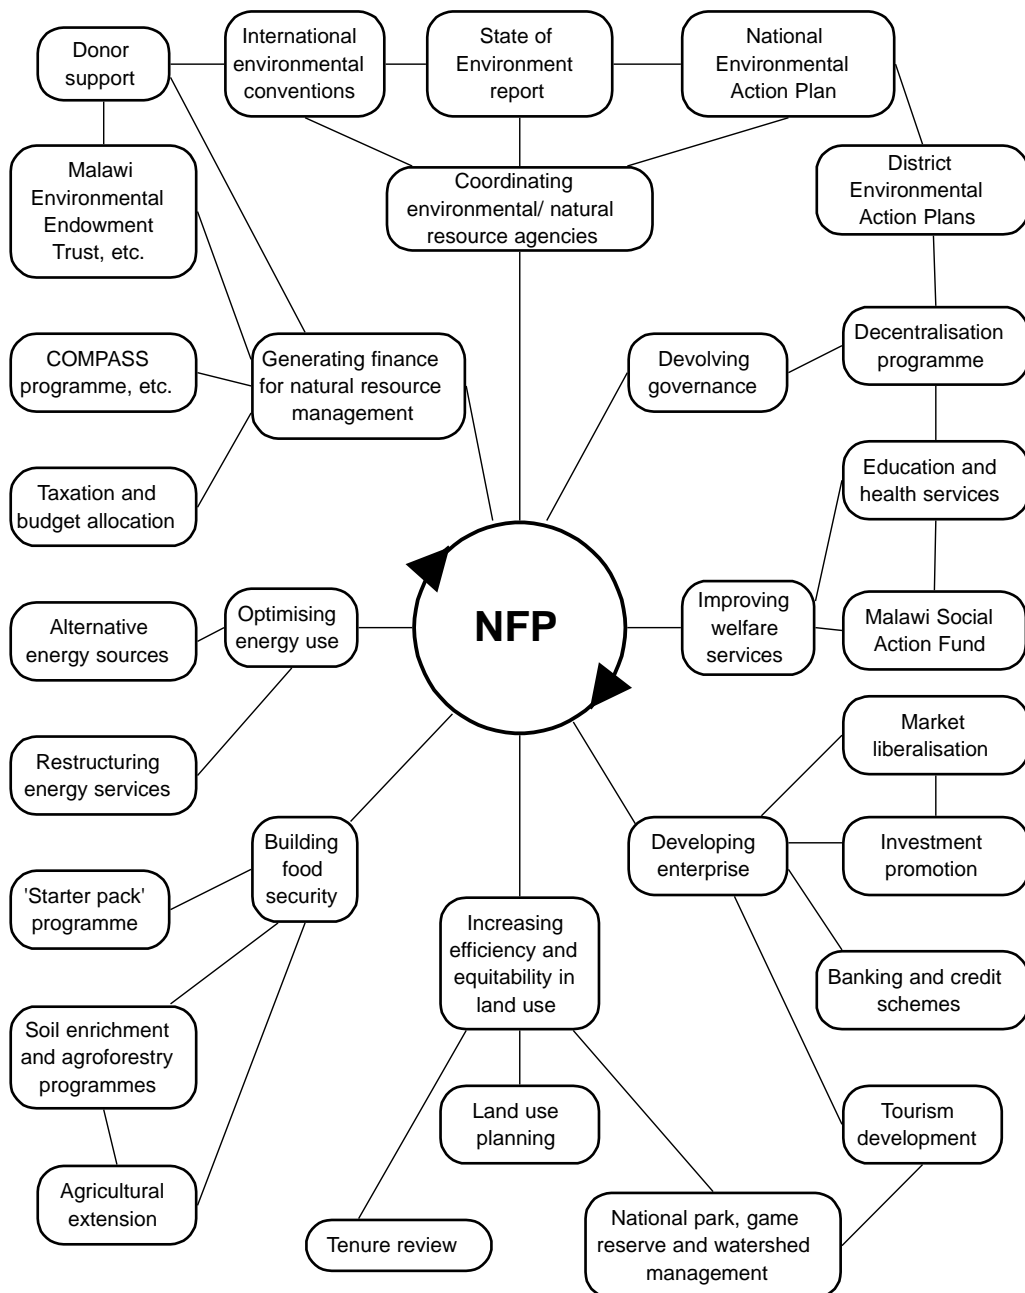 Donor
support
International
environmental
conventions
State of
Environment
report
National
Environmental
Action Plan
Malawi
Environmental
Endowment
Trust, etc.
Coordinating
environmental/ natural
resource agencies
District
Environmental
Action Plans
COMPASS
programme, etc.
Generating finance
for natural resource
management
Devolving
governance
Decentralisation
programme
Taxation and
budget allocation
Education and
health services
Alternative
energy sources
Optimising
energy use
NFP
Improving
welfare
services
Malawi Social
Action Fund
Restructuring
energy services
Market
liberalisation
Building
food
security
Developing
enterprise
Investment
promotion
'Starter pack'
programme
Increasing
efficiency and
equitability in
land use
Banking and credit
schemes
Soil enrichment
and agroforestry
programmes
Land use
planning
Tourism
development
Agricultural
extension
Tenure review
National park, game
reserve and watershed
management